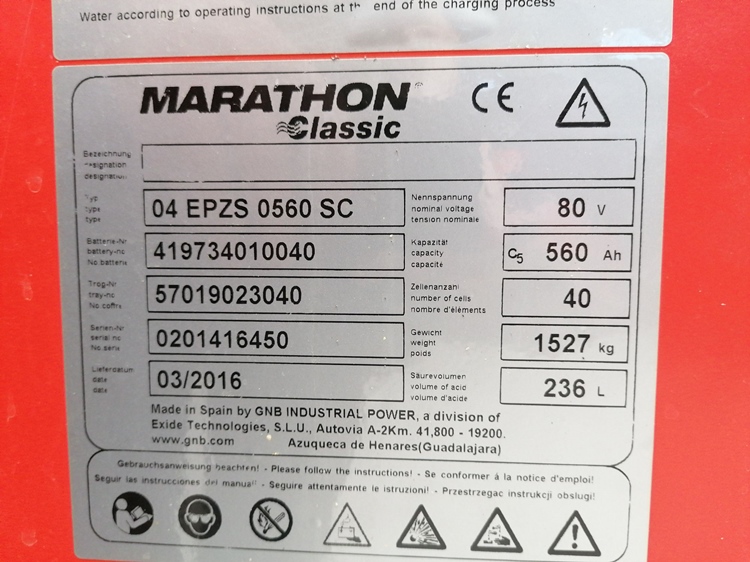 Water according to operating instructions at the end of the charging process
MARATHON
Classic
CE
Bezeichnung
designation
designation
Typ
type
type
04 EPZS 0560 SC
Nennspannung
nominal voltage
tension nominale
80 V
Batterie-Nr
battery-no
No.batterie
419734010040
Kapazität
capacity
capacité
C5 560 Ah
Trog-Nr
tray-no
No.coffre
57019023040
Zellenanzahl
number of cells
nombre d'éléments
40
Serien-Nr
serial no
No.serie
0201416450
Gewicht
weight
poids
1527 kg
Lieferdatum
date
date
03/2016
Säurevolumen
volume of acid
volume d'acide
236 L
Made in Spain by GNB INDUSTRIAL POWER, a division of
Exide Technologies, S.L.U., Autovia A-2Km. 41,800 - 19200.
www.gnb.com Azuqueca de Henares(Guadalajara)
Gebrauchsanweisung beachten! - Please follow the instructions! - Se conformer à la notice d'emploi!
Seguir las instrucciones del manual! - Seguire attentamente le istruzioni! - Przestrzegac instrukcji obslugi!